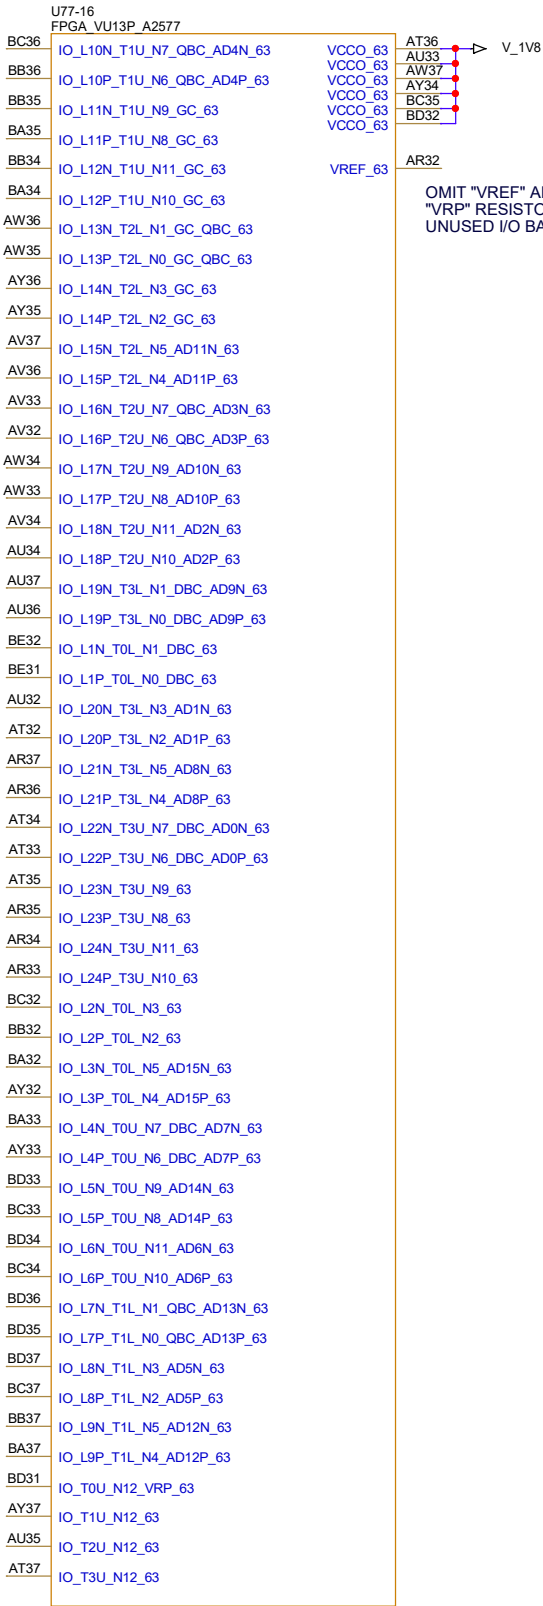 U77-16
FPGA_VU13P_A2577
BC36 IO_L10N_T1U_N7_QBC_AD4N_63 VCCO_63 AT36 V_1V8
VCCO_63 AU33
BB36 IO_L10P_T1U_N6_QBC_AD4P_63 VCCO_63 AW37
VCCO_63 AY34
BB35 IO_L11N_T1U_N9_GC_63 VCCO_63 BC35
VCCO_63 BD32
BA35 IO_L11P_T1U_N8_GC_63
BB34 IO_L12N_T1U_N11_GC_63 VREF_63 AR32
BA34 IO_L12P_T1U_N10_GC_63
OMIT "VREF"
"VRP"
UNUSED I/O
AW36 IO_L13N_T2L_N1_GC_QBC_63
AW35 IO_L13P_T2L_N0_GC_QBC_63
AY36 IO_L14N_T2L_N3_GC_63
AY35 IO_L14P_T2L_N2_GC_63
AV37 IO_L15N_T2L_N5_AD11N_63
AV36 IO_L15P_T2L_N4_AD11P_63
AV33 IO_L16N_T2U_N7_QBC_AD3N_63
AV32 IO_L16P_T2U_N6_QBC_AD3P_63
AW34 IO_L17N_T2U_N9_AD10N_63
AW33 IO_L17P_T2U_N8_AD10P_63
AV34 IO_L18N_T2U_N11_AD2N_63
AU34 IO_L18P_T2U_N10_AD2P_63
AU37 IO_L19N_T3L_N1_DBC_AD9N_63
AU36 IO_L19P_T3L_N0_DBC_AD9P_63
BE32 IO_L1N_T0L_N1_DBC_63
BE31 IO_L1P_T0L_N0_DBC_63
AU32 IO_L20N_T3L_N3_AD1N_63
AT32 IO_L20P_T3L_N2_AD1P_63
AR37 IO_L21N_T3L_N5_AD8N_63
AR36 IO_L21P_T3L_N4_AD8P_63
AT34 IO_L22N_T3U_N7_DBC_AD0N_63
AT33 IO_L22P_T3U_N6_DBC_AD0P_63
AT35 IO_L23N_T3U_N9_63
AR35 IO_L23P_T3U_N8_63
AR34 IO_L24N_T3U_N11_63
AR33 IO_L24P_T3U_N10_63
BC32 IO_L2N_T0L_N3_63
BB32 IO_L2P_T0L_N2_63
BA32 IO_L3N_T0L_N5_AD15N_63
AY32 IO_L3P_T0L_N4_AD15P_63
BA33 IO_L4N_T0U_N7_DBC_AD7N_63
AY33 IO_L4P_T0U_N6_DBC_AD7P_63
BD33 IO_L5N_T0U_N9_AD14N_63
BC33 IO_L5P_T0U_N8_AD14P_63
BD34 IO_L6N_T0U_N11_AD6N_63
BC34 IO_L6P_T0U_N10_AD6P_63
BD36 IO_L7N_T1L_N1_QBC_AD13N_63
BD35 IO_L7P_T1L_N0_QBC_AD13P_63
BD37 IO_L8N_T1L_N3_AD5N_63
BC37 IO_L8P_T1L_N2_AD5P_63
BB37 IO_L9N_T1L_N5_AD12N_63
BA37 IO_L9P_T1L_N4_AD12P_63
BD31 IO_T0U_N12_VRP_63
AY37 IO_T1U_N12_63
AU35 IO_T2U_N12_63
AT37 IO_T3U_N12_63